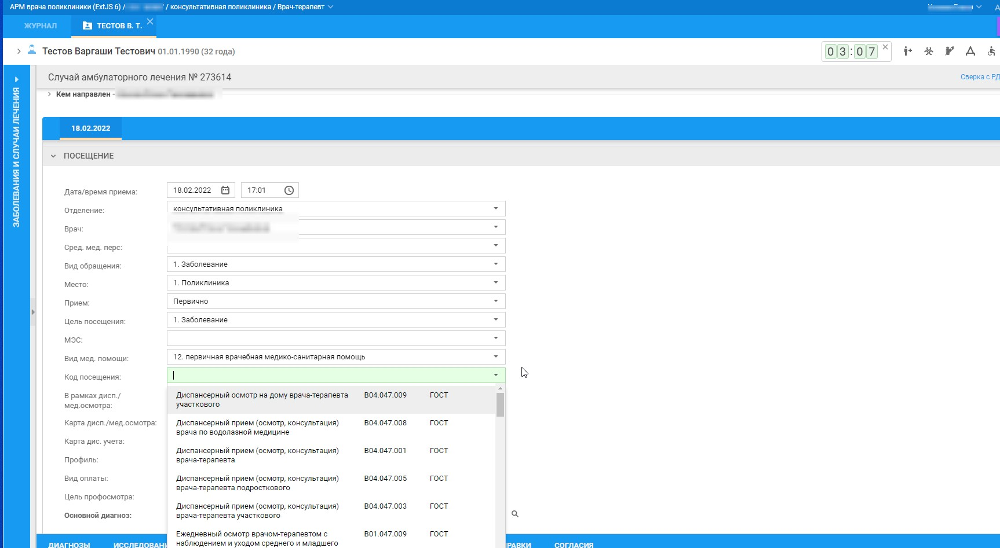 АРМ врача поликлиники (ExtJS 6) / / консультативная поликлиника / Врач-терапевт
ЖУРНАЛ
ТЕСТОВ В. Т.
Тестов Варгаши Тестович 01.01.1990 (32 года)
03:07
Случай амбулаторного лечения № 273614
Сверка с РД
Кем направлен -
ЗАБОЛЕВАНИЯ И СЛУЧАИ ЛЕЧЕНИЯ
18.02.2022
ПОСЕЩЕНИЕ
Дата/время приема: 18.02.2022 17:01
Отделение: консультативная поликлиника
Врач:
Сред. мед. перс:
Вид обращения: 1. Заболевание
Место: 1. Поликлиника
Прием: Первично
Цель посещения: 1. Заболевание
МЭС:
Вид мед. помощи: 12. первичная врачебная медико-санитарная помощь
Код посещения:
В рамках дисп./
мед.осмотра:
Карта дисп./мед.осмотра:
Карта дис. учета:
Профиль:
Вид оплаты:
Цель профосмотра:
Основной диагноз:
Диспансерный осмотр на дому врача-терапевта B04.047.009 ГОСТ
участкового
Диспансерный прием (осмотр, консультация) B04.047.008 ГОСТ
врача по водолазной медицине
Диспансерный прием (осмотр, консультация) B04.047.001 ГОСТ
врача-терапевта
Диспансерный прием (осмотр, консультация) B04.047.005 ГОСТ
врача-терапевта подросткового
Диспансерный прием (осмотр, консультация) B04.047.003 ГОСТ
врача-терапевта участкового
Ежедневный осмотр врачом-терапевтом с B01.047.009 ГОСТ
наблюдением и уходом среднего и младшего
ДИАГНОЗЫ ИССЛЕДОВАНИ РАВКИ СОГЛАСИЯ